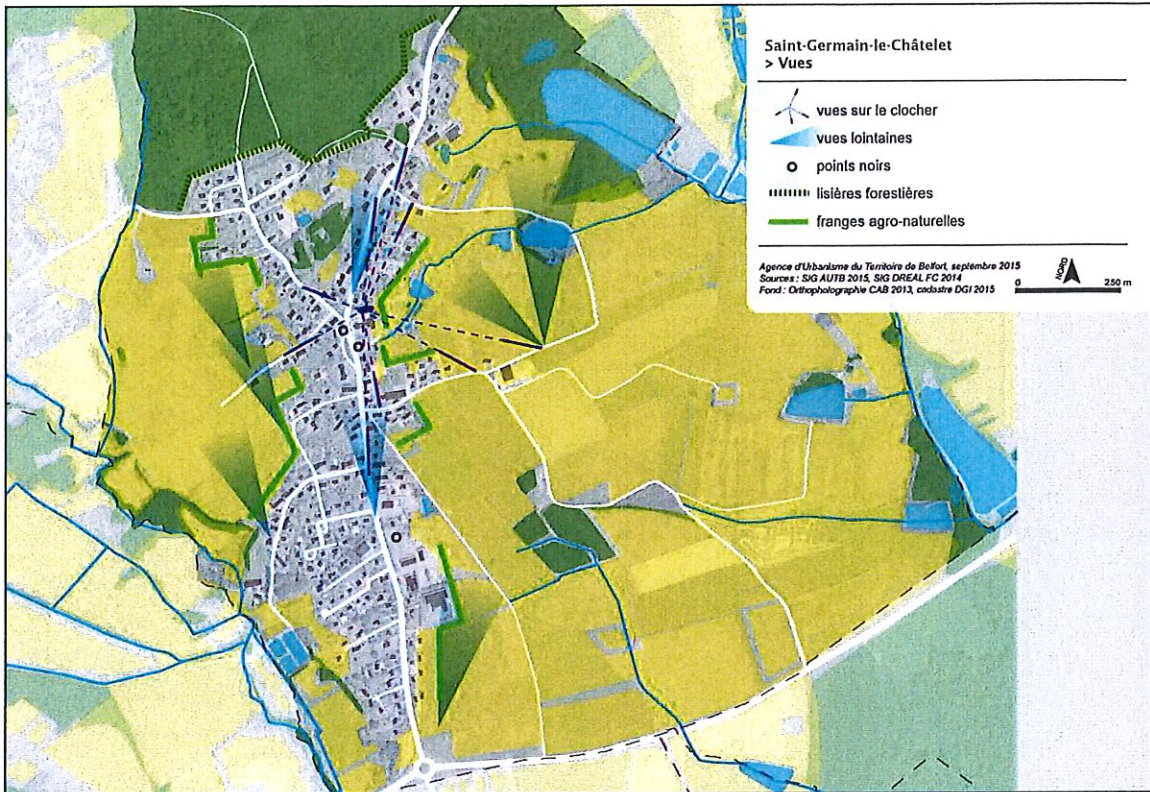 Saint-Germain-le-Châtelet
> Vues
vues sur le clocher
vues lointaines
points noirs
lisières forestières
franges agro-naturelles
Agence d'Urbanisme du Territoire de Belfort, septembre 2015
Sources : SIG AUTB 2015, SIG DREAL FC 2014
Fond : Orthophotographie CAB 2013, cadastre DGI 2015
NORD
0 250 m